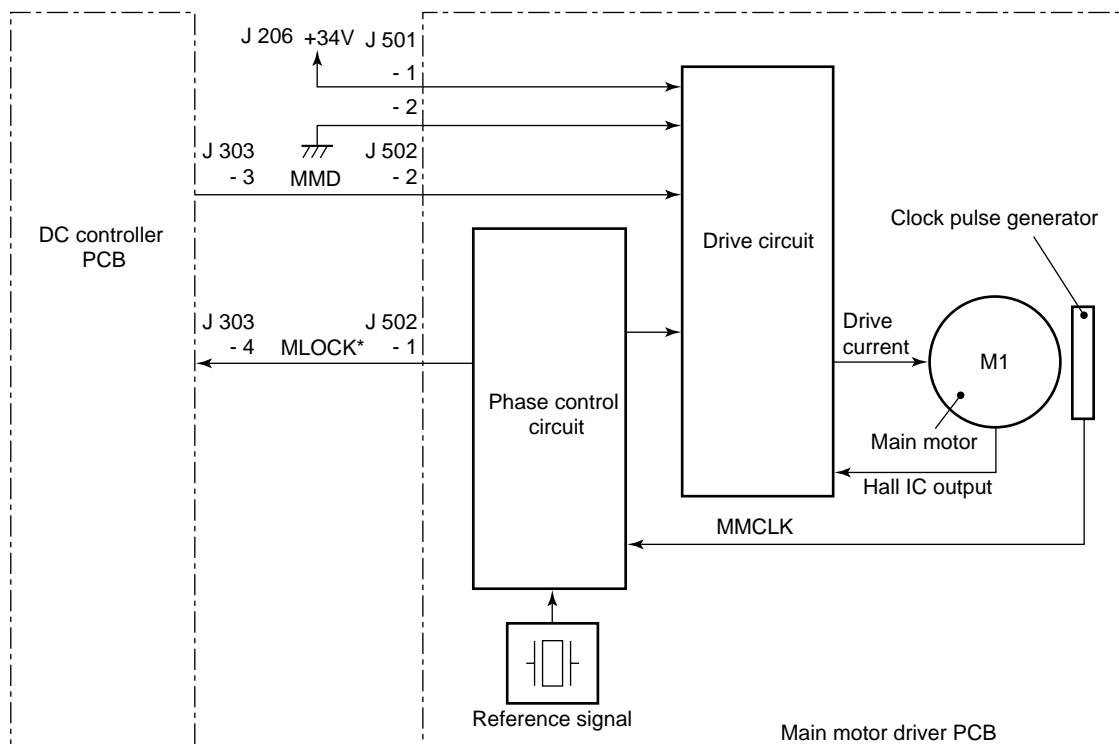 J 206 +34V J 501
- 1
- 2
J 303 J 502
- 3 MMD - 2
DC controller
PCB
Drive circuit
Clock pulse generator
J 303 J 502
- 4 MLOCK* - 1
Drive
current
M1
Phase control
circuit
Main motor
Hall IC output
MMCLK
Reference signal
Main motor driver PCB